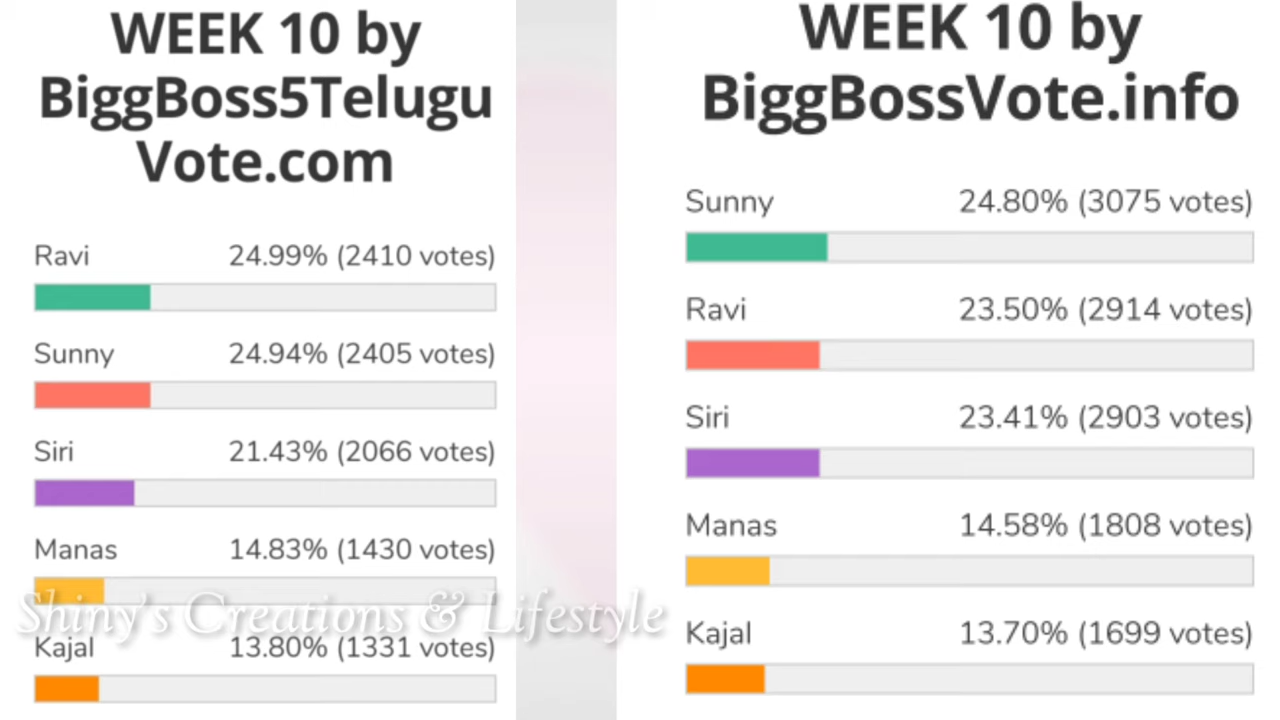 WEEK 10 by
BiggBoss5Telugu
Vote.com
Ravi 24.99% (2410 votes)
Sunny 24.94% (2405 votes)
Siri 21.43% (2066 votes)
Manas 14.83% (1430 votes)
Kajal 13.80% (1331 votes)
WEEK 10 by
BiggBossVote.info
Sunny 24.80% (3075 votes)
Ravi 23.50% (2914 votes)
Siri 23.41% (2903 votes)
Manas 14.58% (1808 votes)
Kajal 13.70% (1699 votes)
Shiny's Creations & Lifestyle